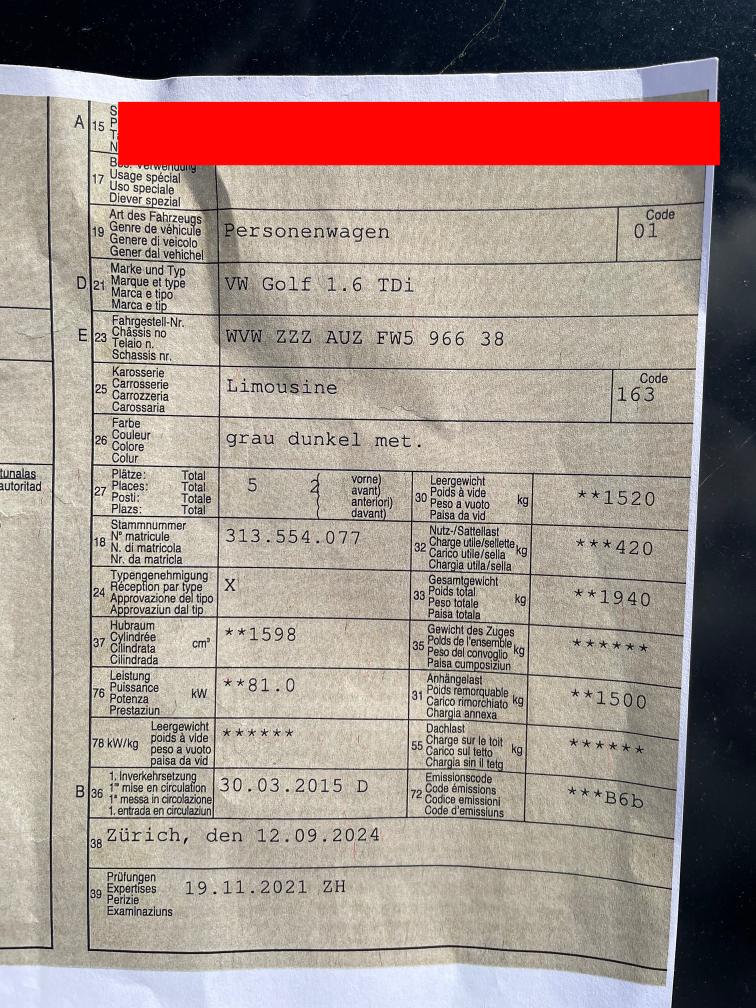 A
15
17
Usage spécial
Uso speciale
Diever spezial
19
Art des Fahrzeugs
Genre de véhicule
Genere di veicolo
Gener dal vehichel
Personenwagen
Code
01
D
21
Marke und Typ
Marque et type
Marca e tipo
Marca e tip
VW Golf 1.6 TDi
E
23
Fahrgestell-Nr.
Châssis no
Telaio n.
Schassis nr.
WVW ZZZ AUZ FW5 966 38
25
Karosserie
Carrosserie
Carrozzeria
Carossaria
Limousine
Code
163
26
Farbe
Couleur
Colore
Colur
grau dunkel met.
tunalas
autoritad
27
Plätze: Total
Places: Total
Posti: Totale
Plazs: Total
5
2
vorne)
avant)
anteriori)
davant)
30
Leergewicht
Poids à vide
Peso a vuoto
Paisa da vid
kg
**1520
18
Stammnummer
N° matricule
N. di matricola
Nr. da matricla
313.554.077
32
Nutz-/Sattellast
Charge utile/sellette
Carico utile/sella
Chargia utila/sella
kg
***420
24
Typengenehmigung
Réception par type
Approvazione del tipo
Approvaziun dal tip
X
33
Gesamtgewicht
Poids total
Peso totale
Paisa totala
kg
**1940
37
Hubraum
Cylindrée
Cilindrata
Cilindrada
cm³
**1598
35
Gewicht des Zuges
Poids de l'ensemble
Peso del convoglio
Paisa cumposiziun
kg
******
76
Leistung
Puissance
Potenza
Prestaziun
kW
**81.0
31
Anhängelast
Poids remorquable
Carico rimorchiato
Chargia annexa
kg
**1500
78 kW/kg
Leergewicht
poids à vide
peso a vuoto
paisa da vid
******
55
Dachlast
Charge sur le toit
Carico sul tetto
Chargia sin il tetg
kg
******
B
36
1. Inverkehrsetzung
1re mise en circulation
1a messa in circolazione
1. entrada en circulaziun
30.03.2015 D
72
Emissionscode
Code émissions
Codice emissioni
Code d'emissiuns
***B6b
38
Zürich, den 12.09.2024
39
Prüfungen
Expertises
Perizie
Examinaziuns
19.11.2021 ZH